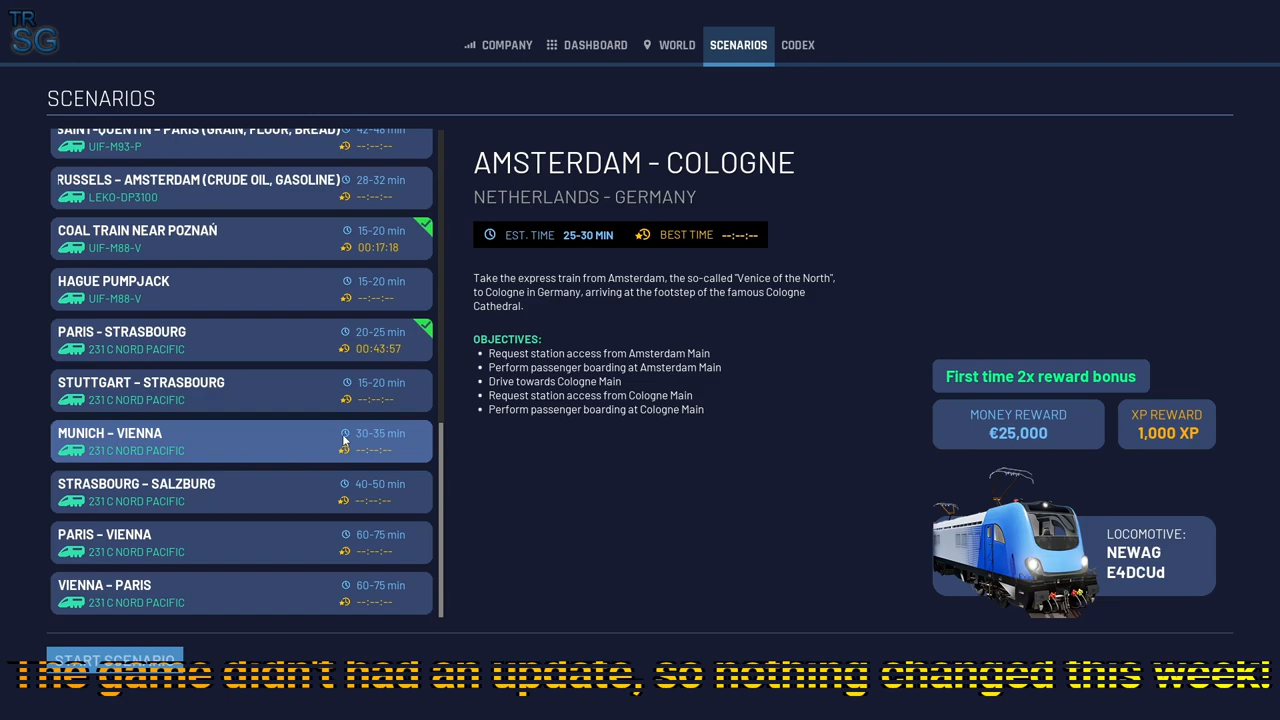 TR
SG
COMPANY
DASHBOARD
WORLD
SCENARIOS
CODEX
SCENARIOS
SAINT-QUENTIN – PARIS (GRAIN, FLOUR, BREAD) 42-48 min
UIF-M93-P --:--:--
RUSSELS – AMSTERDAM (CRUDE OIL, GASOLINE) 28-32 min
LEKO-DP3100 --:--:--
COAL TRAIN NEAR POZNAŃ 15-20 min
UIF-M88-V 00:17:18
HAGUE PUMPJACK 15-20 min
UIF-M88-V --:--:--
PARIS - STRASBOURG 20-25 min
231 C NORD PACIFIC 00:43:57
STUTTGART – STRASBOURG 15-20 min
231 C NORD PACIFIC --:--:--
MUNICH – VIENNA 30-35 min
231 C NORD PACIFIC --:--:--
STRASBOURG – SALZBURG 40-50 min
231 C NORD PACIFIC --:--:--
PARIS – VIENNA 60-75 min
231 C NORD PACIFIC --:--:--
VIENNA – PARIS 60-75 min
231 C NORD PACIFIC --:--:--
AMSTERDAM - COLOGNE
NETHERLANDS - GERMANY
EST. TIME 25-30 MIN BEST TIME --:--:--
Take the express train from Amsterdam, the so-called "Venice of the North",
to Cologne in Germany, arriving at the footstep of the famous Cologne
Cathedral.
OBJECTIVES:
• Request station access from Amsterdam Main
• Perform passenger boarding at Amsterdam Main
• Drive towards Cologne Main
• Request station access from Cologne Main
• Perform passenger boarding at Cologne Main
First time 2x reward bonus
MONEY REWARD
€25,000
XP REWARD
1,000 XP
LOCOMOTIVE:
NEWAG
E4DCUd
START SCENARIO
The game didn't had an update, so nothing changed this week!